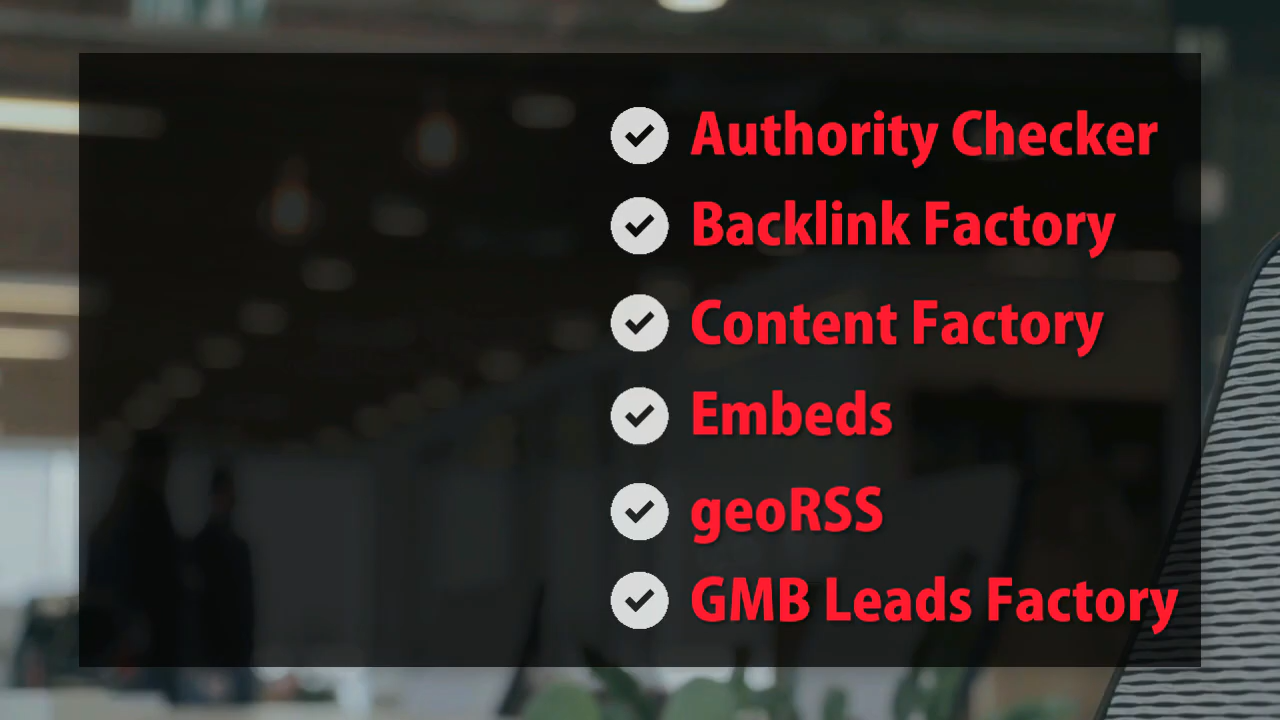 Authority Checker
Backlink Factory
Content Factory
Embeds
geoRSS
GMB Leads Factory